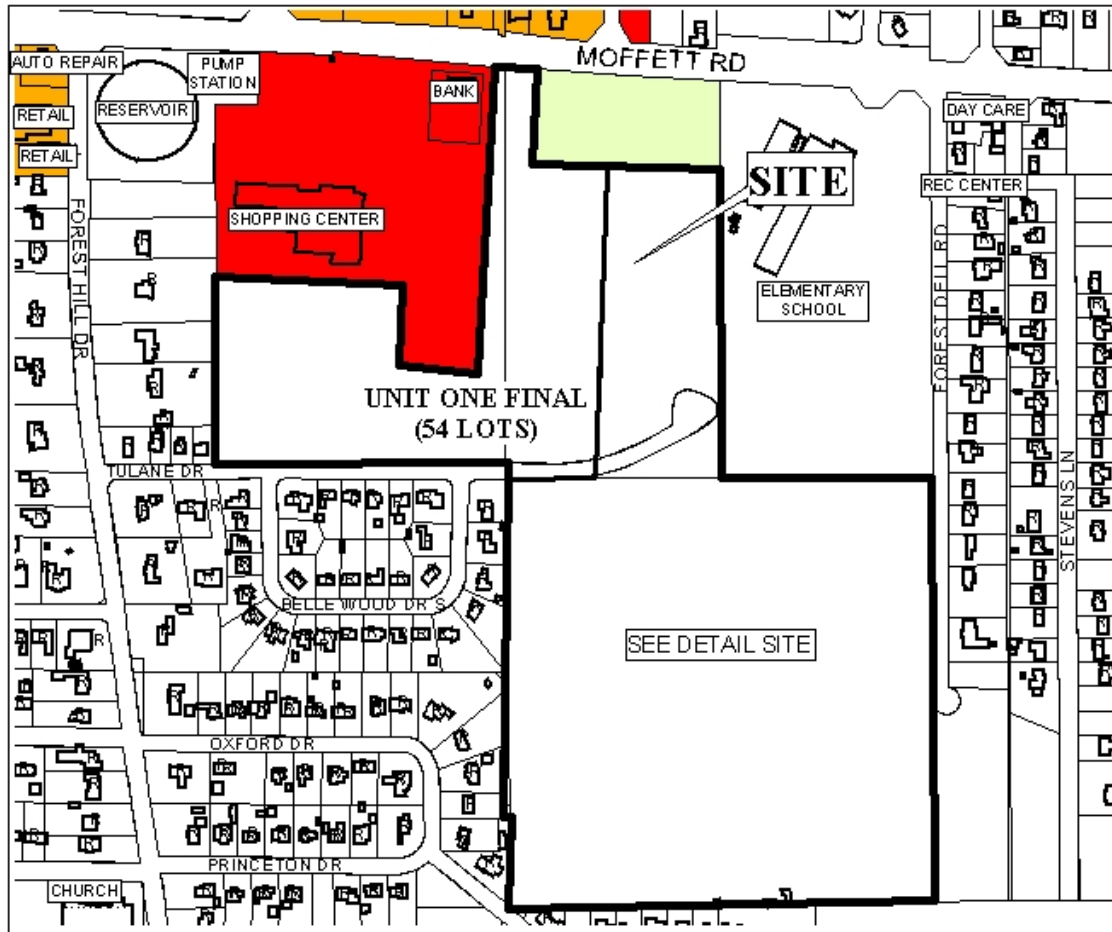 MOFFETT RD
AUTO REPAIR
PUMP
STATION
BANK
RESERVOIR
RETAIL
DAY CARE
RETAIL
SITE
REC CENTER
SHOPPING CENTER
FOREST HILL DR
ELEMENTARY
SCHOOL
FOREST DELL RD
UNIT ONE FINAL
(54 LOTS)
TULANE DR
STEVENS LN
BELLE WOOD DR S
SEE DETAIL SITE
OXFORD DR
PRINCETON DR
CHURCH